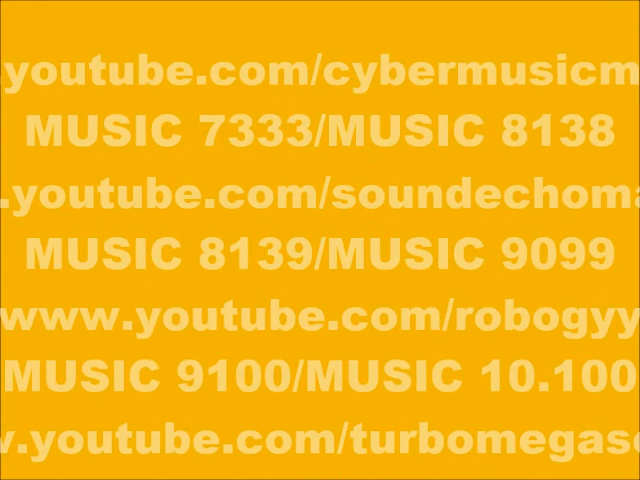 .youtube.com/cybermusicm
MUSIC 7333/MUSIC 8138
.youtube.com/soundechoma
MUSIC 8139/MUSIC 9099
www.youtube.com/robogyy
MUSIC 9100/MUSIC 10.100
.youtube.com/turbomegaso